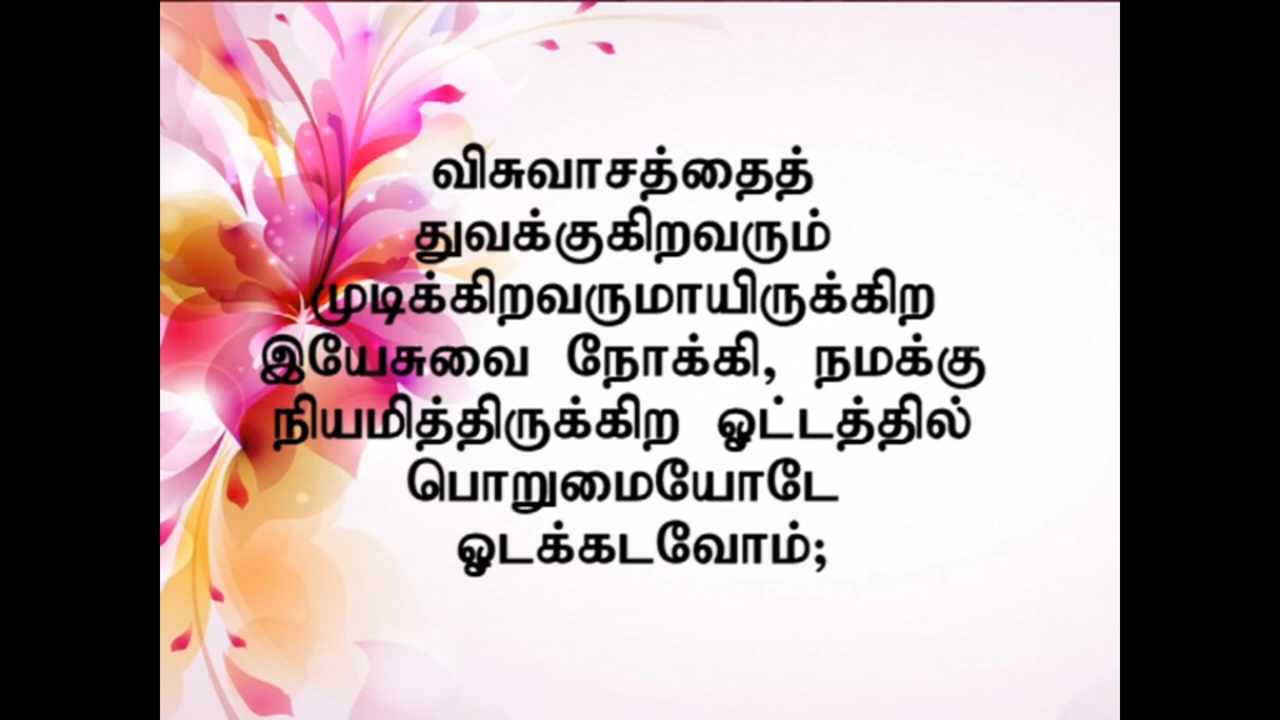 விசுவாசத்தைத்
துவக்குகிறவரும்
முடிக்கிறவருமாயிருக்கிற
இயேசுவை நோக்கி, நமக்கு
நியமித்திருக்கிற ஓட்டத்தில்
பொறுமையோடே
ஓடக்கடவோம்;